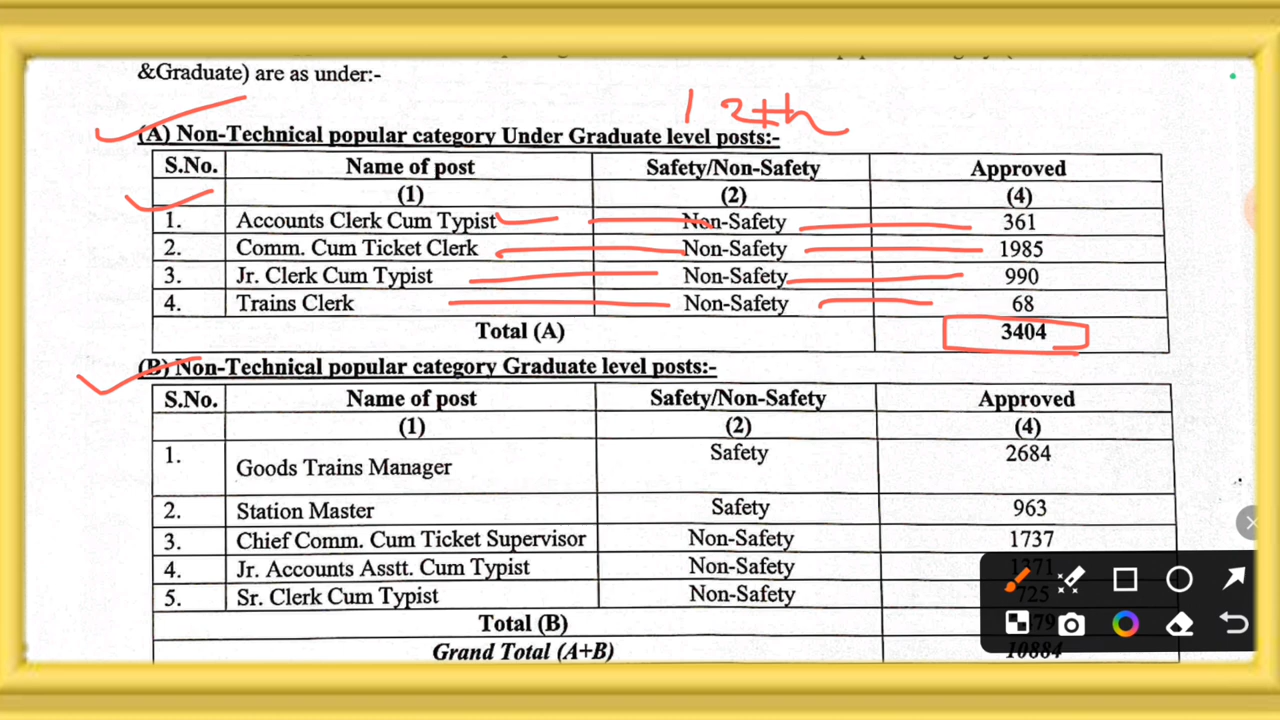 &Graduate) are as under:-
12th
(A) Non-Technical popular category Under Graduate level posts:-
S.No. Name of post Safety/Non-Safety Approved
(1) (2) (4)
1. Accounts Clerk Cum Typist Non-Safety 361
2. Comm. Cum Ticket Clerk Non-Safety 1985
3. Jr. Clerk Cum Typist Non-Safety 990
4. Trains Clerk Non-Safety 68
Total (A) 3404
(B) Non-Technical popular category Graduate level posts:-
S.No. Name of post Safety/Non-Safety Approved
(1) (2) (4)
1. Goods Trains Manager Safety 2684
2. Station Master Safety 963
3. Chief Comm. Cum Ticket Supervisor Non-Safety 1737
4. Jr. Accounts Asstt. Cum Typist Non-Safety 1371
5. Sr. Clerk Cum Typist Non-Safety 725
Total (B)
Grand Total (A+B) 10884